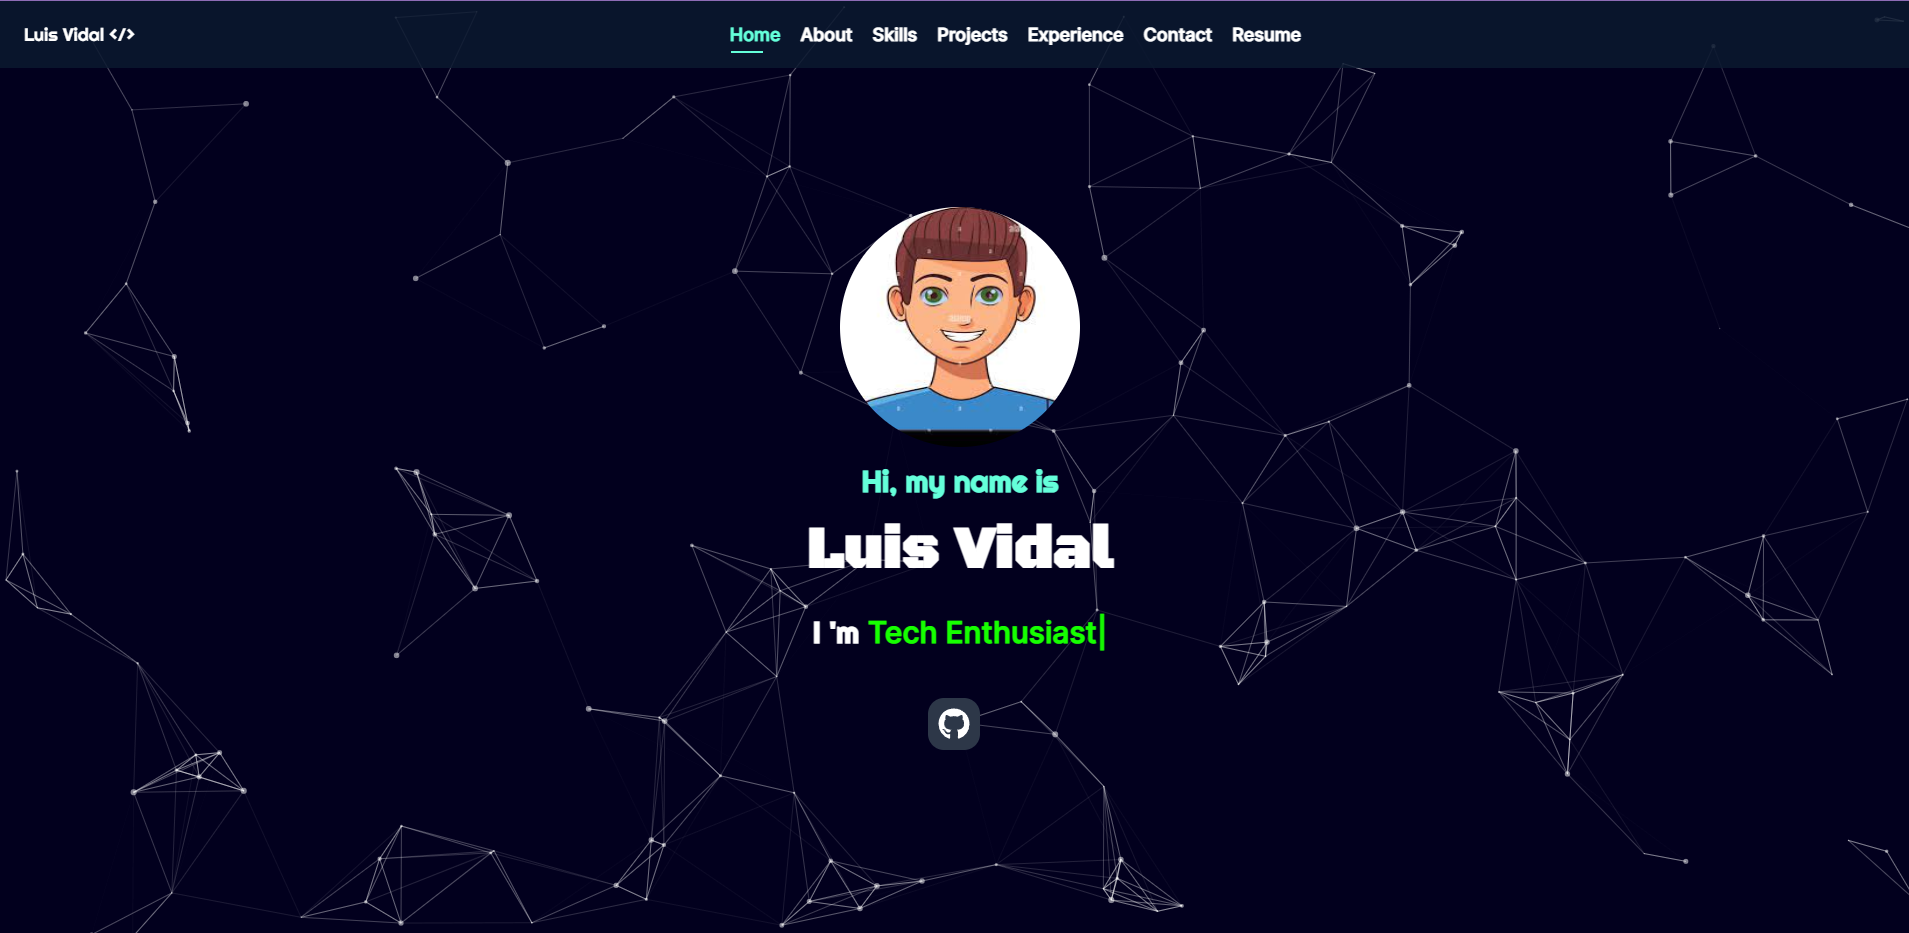 Luis Vidal </>
Home About Skills Projects Experience Contact Resume
Hi, my name is
Luis Vidal
I 'm Tech Enthusiast|